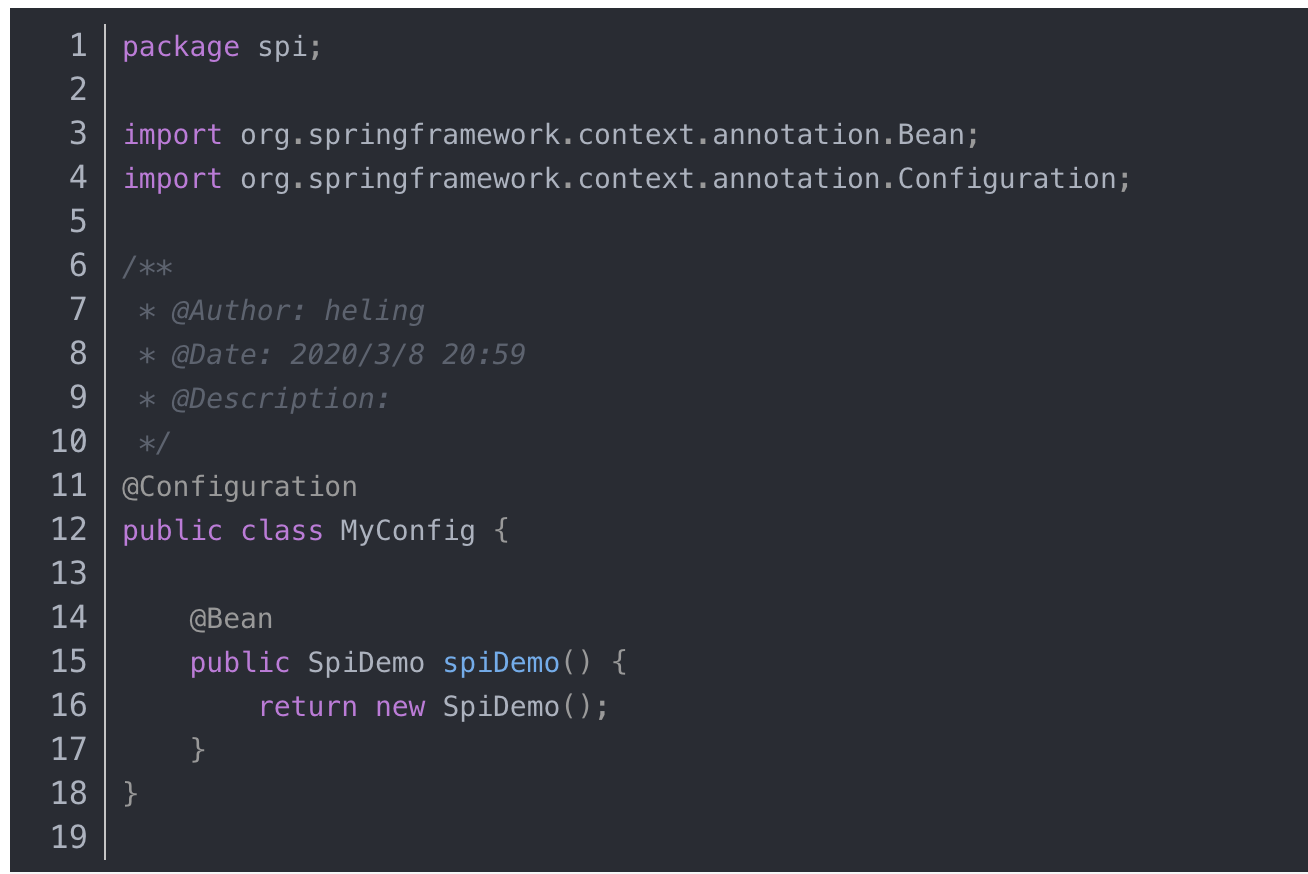 1 package spi;
2
3 import org.springframework.context.annotation.Bean;
4 import org.springframework.context.annotation.Configuration;
5
6 /**
7  * @Author: heling
8  * @Date: 2020/3/8 20:59
9  * @Description:
10  */
11 @Configuration
12 public class MyConfig {
13
14     @Bean
15     public SpiDemo spiDemo() {
16         return new SpiDemo();
17     }
18 }
19